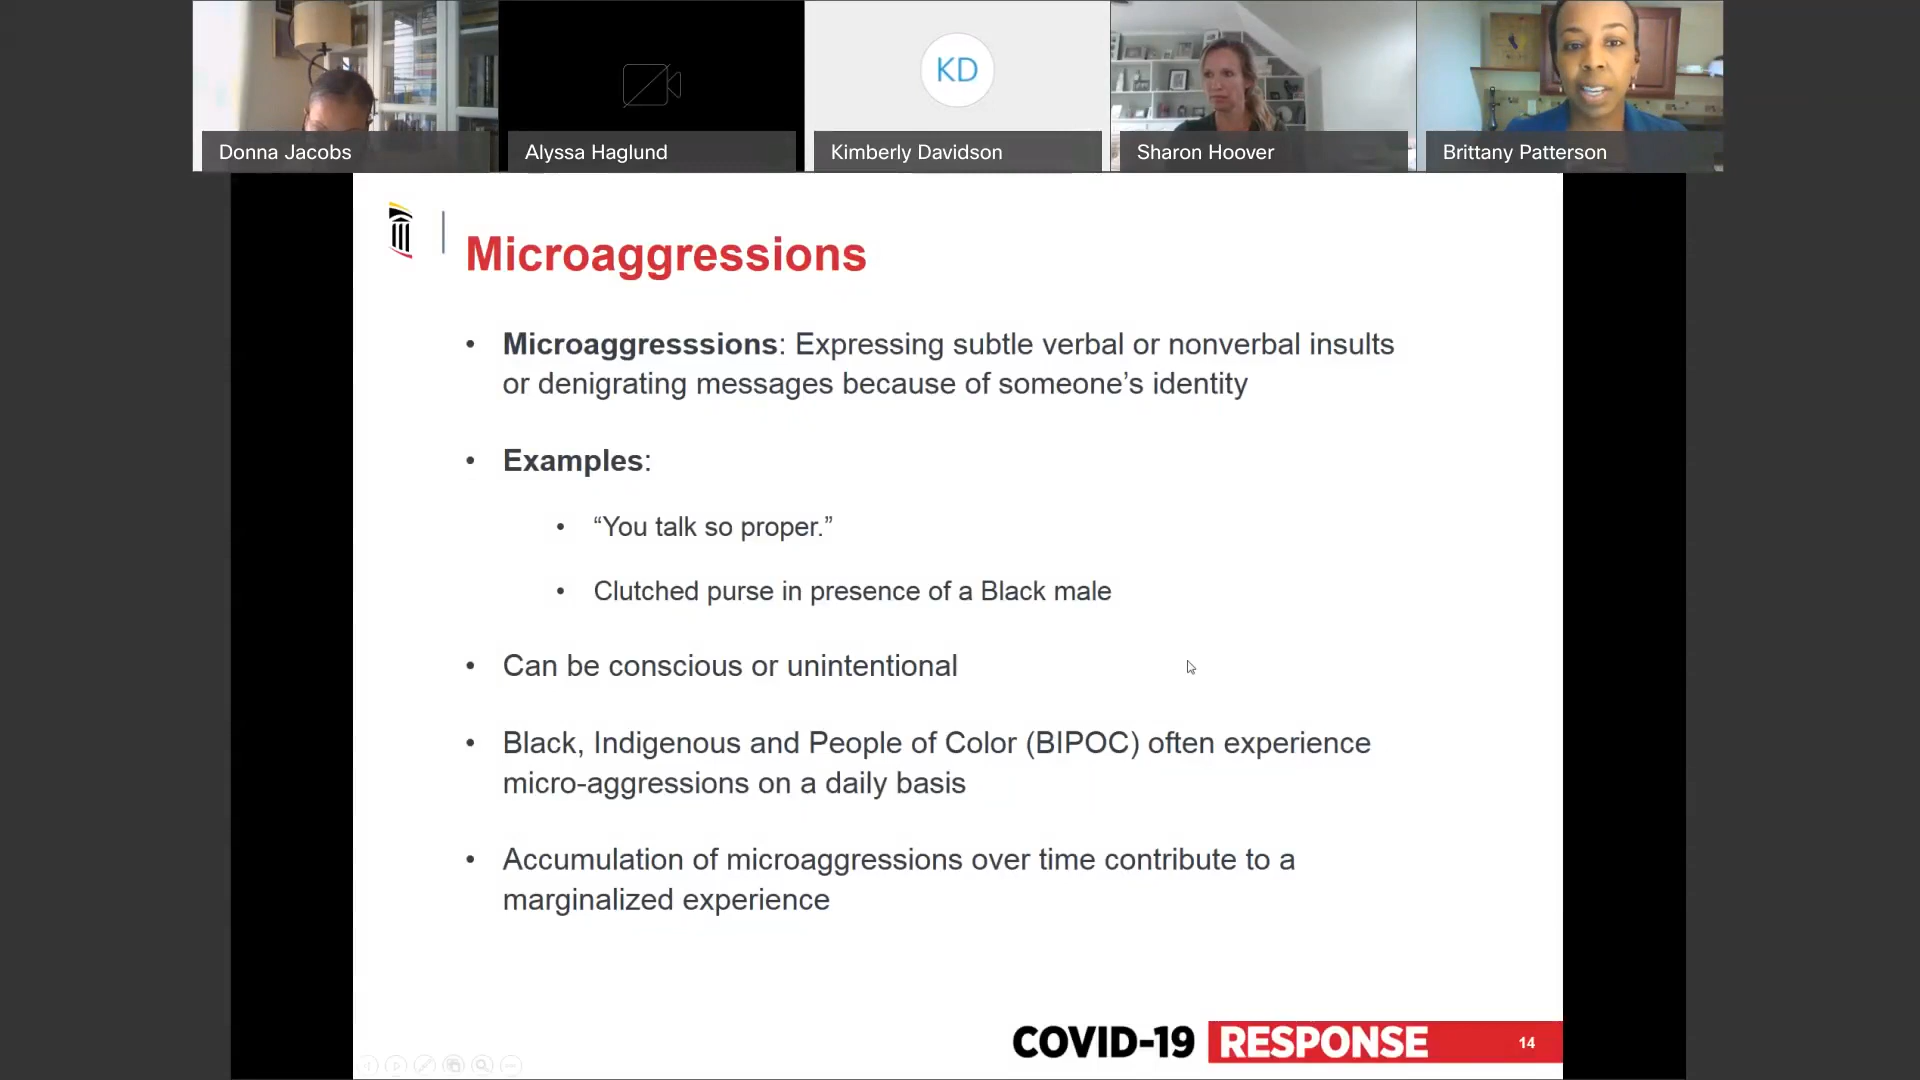 KD
Donna Jacobs
Alyssa Haglund
Kimberly Davidson
Sharon Hoover
Brittany Patterson
Microaggressions
• Microaggresssions: Expressing subtle verbal or nonverbal insults
or denigrating messages because of someone’s identity
• Examples:
• “You talk so proper.”
• Clutched purse in presence of a Black male
• Can be conscious or unintentional
• Black, Indigenous and People of Color (BIPOC) often experience
micro-aggressions on a daily basis
• Accumulation of microaggressions over time contribute to a
marginalized experience
COVID-19 RESPONSE 14